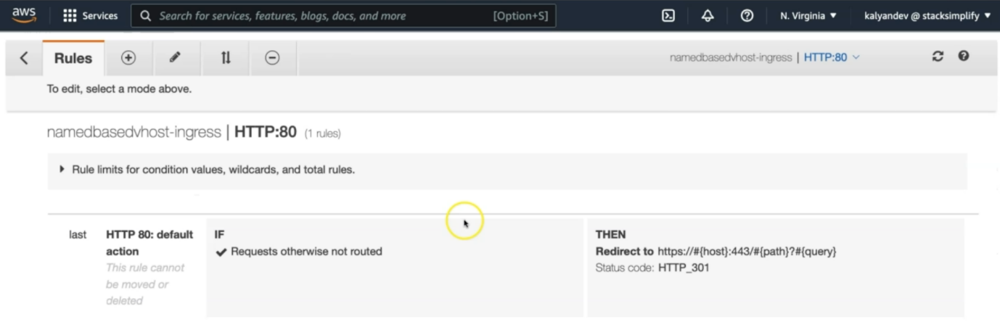 aws Services Search for services, features, blogs, docs, and more [Option+S] N. Virginia ▼ kalyandev @ stacksimplify ▼
Rules namedbasedvhost-ingress | HTTP:80
To edit, select a mode above.
namedbasedvhost-ingress | HTTP:80 (1 rules)
Rule limits for condition values, wildcards, and total rules.
last HTTP 80: default action
This rule cannot be moved or deleted
IF
Requests otherwise not routed
THEN
Redirect to https://#{host}:443/#{path}?#{query}
Status code: HTTP_301